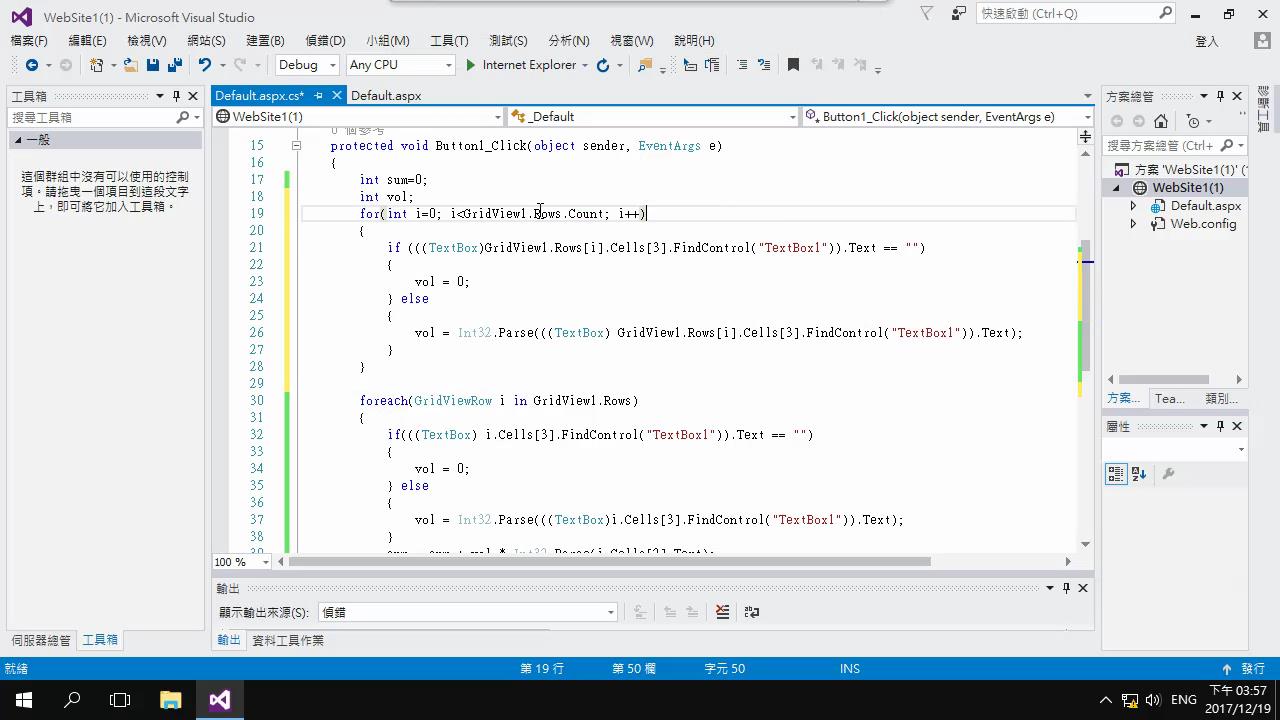 WebSite1(1) - Microsoft Visual Studio
快速啟動 (Ctrl+Q)
檔案(F) 編輯(E) 檢視(V) 網站(S) 建置(B) 偵錯(D) 小組(M) 工具(T) 測試(S) 分析(N) 視窗(W) 說明(H) 登入
Debug Any CPU Internet Explorer
工具箱
搜尋工具箱
一般
這個群組中沒有可以使用的控制
項。請拖曳一個項目到這段文字
上，即可將它加入工具箱。
伺服器總管 工具箱
Default.aspx.cs* Default.aspx
WebSite1(1) _Default Button1_Click(object sender, EventArgs e)
0 個參考
15 protected void Button1_Click(object sender, EventArgs e)
16 {
17 int sum=0;
18 int vol;
19 for(int i=0; i<GridView1.Rows.Count; i++)
20 {
21 if (((TextBox)GridView1.Rows[i].Cells[3].FindControl("TextBox1")).Text == "")
22 {
23 vol = 0;
24 } else
25 {
26 vol = Int32.Parse(((TextBox) GridView1.Rows[i].Cells[3].FindControl("TextBox1")).Text);
27 }
28 }
29
30 foreach(GridViewRow i in GridView1.Rows)
31 {
32 if(((TextBox) i.Cells[3].FindControl("TextBox1")).Text == "")
33 {
34 vol = 0;
35 } else
36 {
37 vol = Int32.Parse(((TextBox)i.Cells[3].FindControl("TextBox1")).Text);
38 }
100 %
輸出
顯示輸出來源(S): 偵錯
輸出 資料工具作業
方案總管
搜尋方案總管 (Ctrl+
方案 'WebSite1(1)' (
WebSite1(1)
Default.aspx
Web.config
方案... Tea... 類別...
屬性
就緒 第 19 行 第 50 欄 字元 50 INS 發行
ENG
下午 03:57
2017/12/19